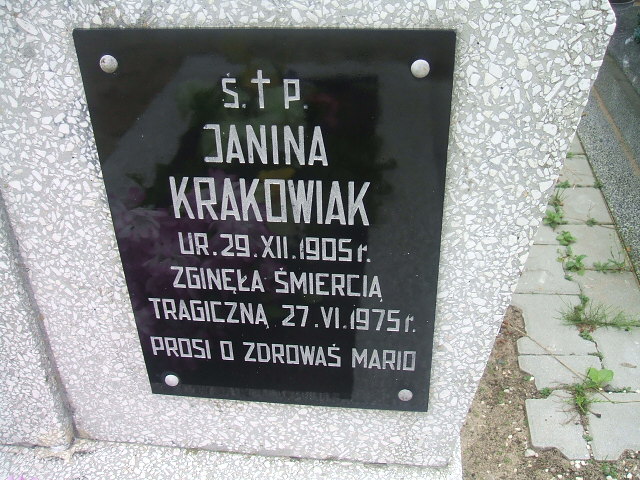 Ś.†P.
JANINA
KRAKOWIAK
UR. 29. XII. 1905 r.
ZGINĘŁA ŚMIERCIĄ
TRAGICZNĄ 27. VI. 1975 r.
PROSI O ZDROWAŚ MARIO